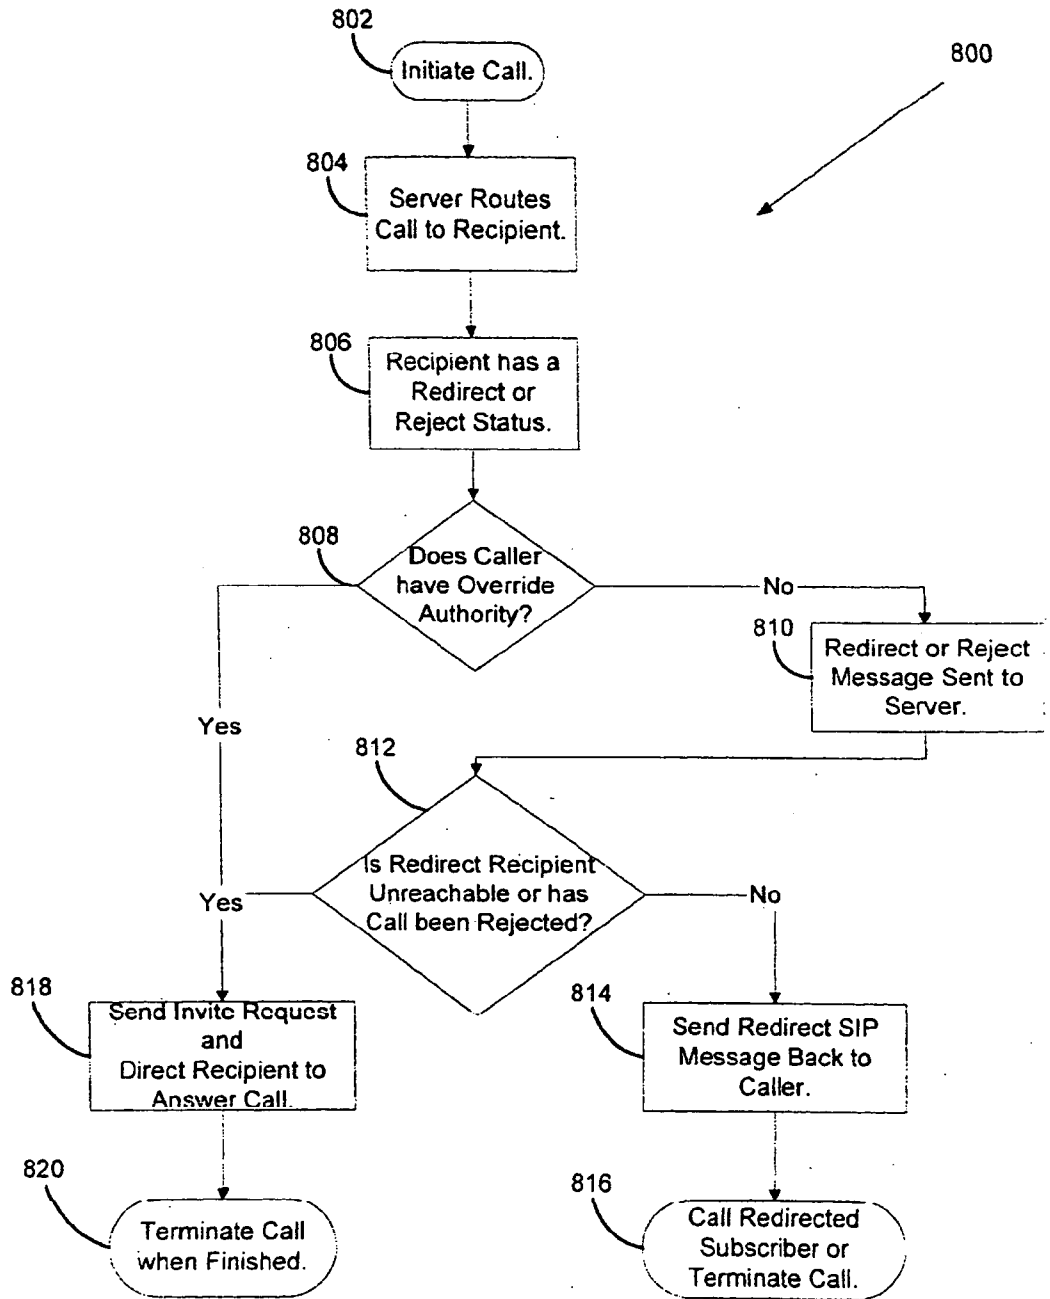 802
Initiate Call.
800
804
Server Routes
Call to Recipient.
806
Recipient has a
Redirect or
Reject Status.
808
Does Caller
have Override
Authority?
No
810
Redirect or Reject
Message Sent to
Server.
Yes
812
Is Redirect Recipient
Unreachable or has
Call been Rejected?
Yes
No
818
Send Invite Request
and
Direct Recipient to
Answer Call.
814
Send Redirect SIP
Message Back to
Caller.
820
Terminate Call
when Finished.
816
Call Redirected
Subscriber or
Terminate Call.